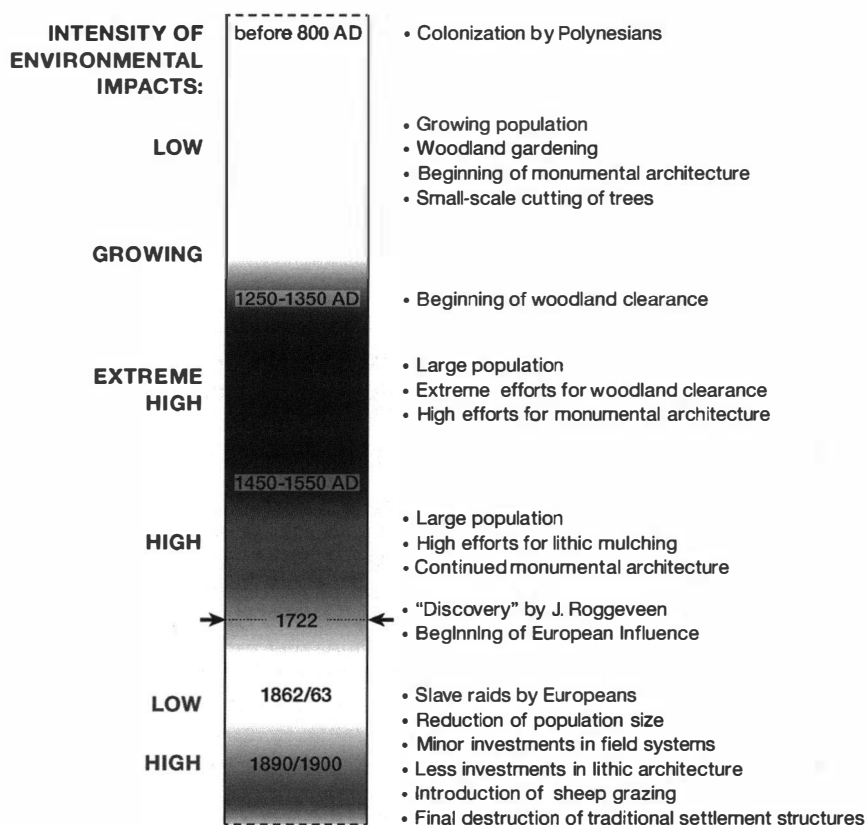 INTENSITY OF
ENVIRONMENTAL
IMPACTS:
before 800 AD
• Colonization by Polynesians
LOW
• Growing population
• Woodland gardening
• Beginning of monumental architecture
• Small-scale cutting of trees
GROWING
1250-1350 AD
• Beginning of woodland clearance
EXTREME
HIGH
• Large population
• Extreme efforts for woodland clearance
• High efforts for monumental architecture
1450-1550 AD
HIGH
• Large population
• High efforts for lithic mulching
• Continued monumental architecture
1722
• "Discovery" by J. Roggeveen
• Beginning of European Influence
LOW
1862/63
• Slave raids by Europeans
• Reduction of population size
• Minor investments in field systems
HIGH
1890/1900
• Less investments in lithic architecture
• Introduction of sheep grazing
• Final destruction of traditional settlement structures